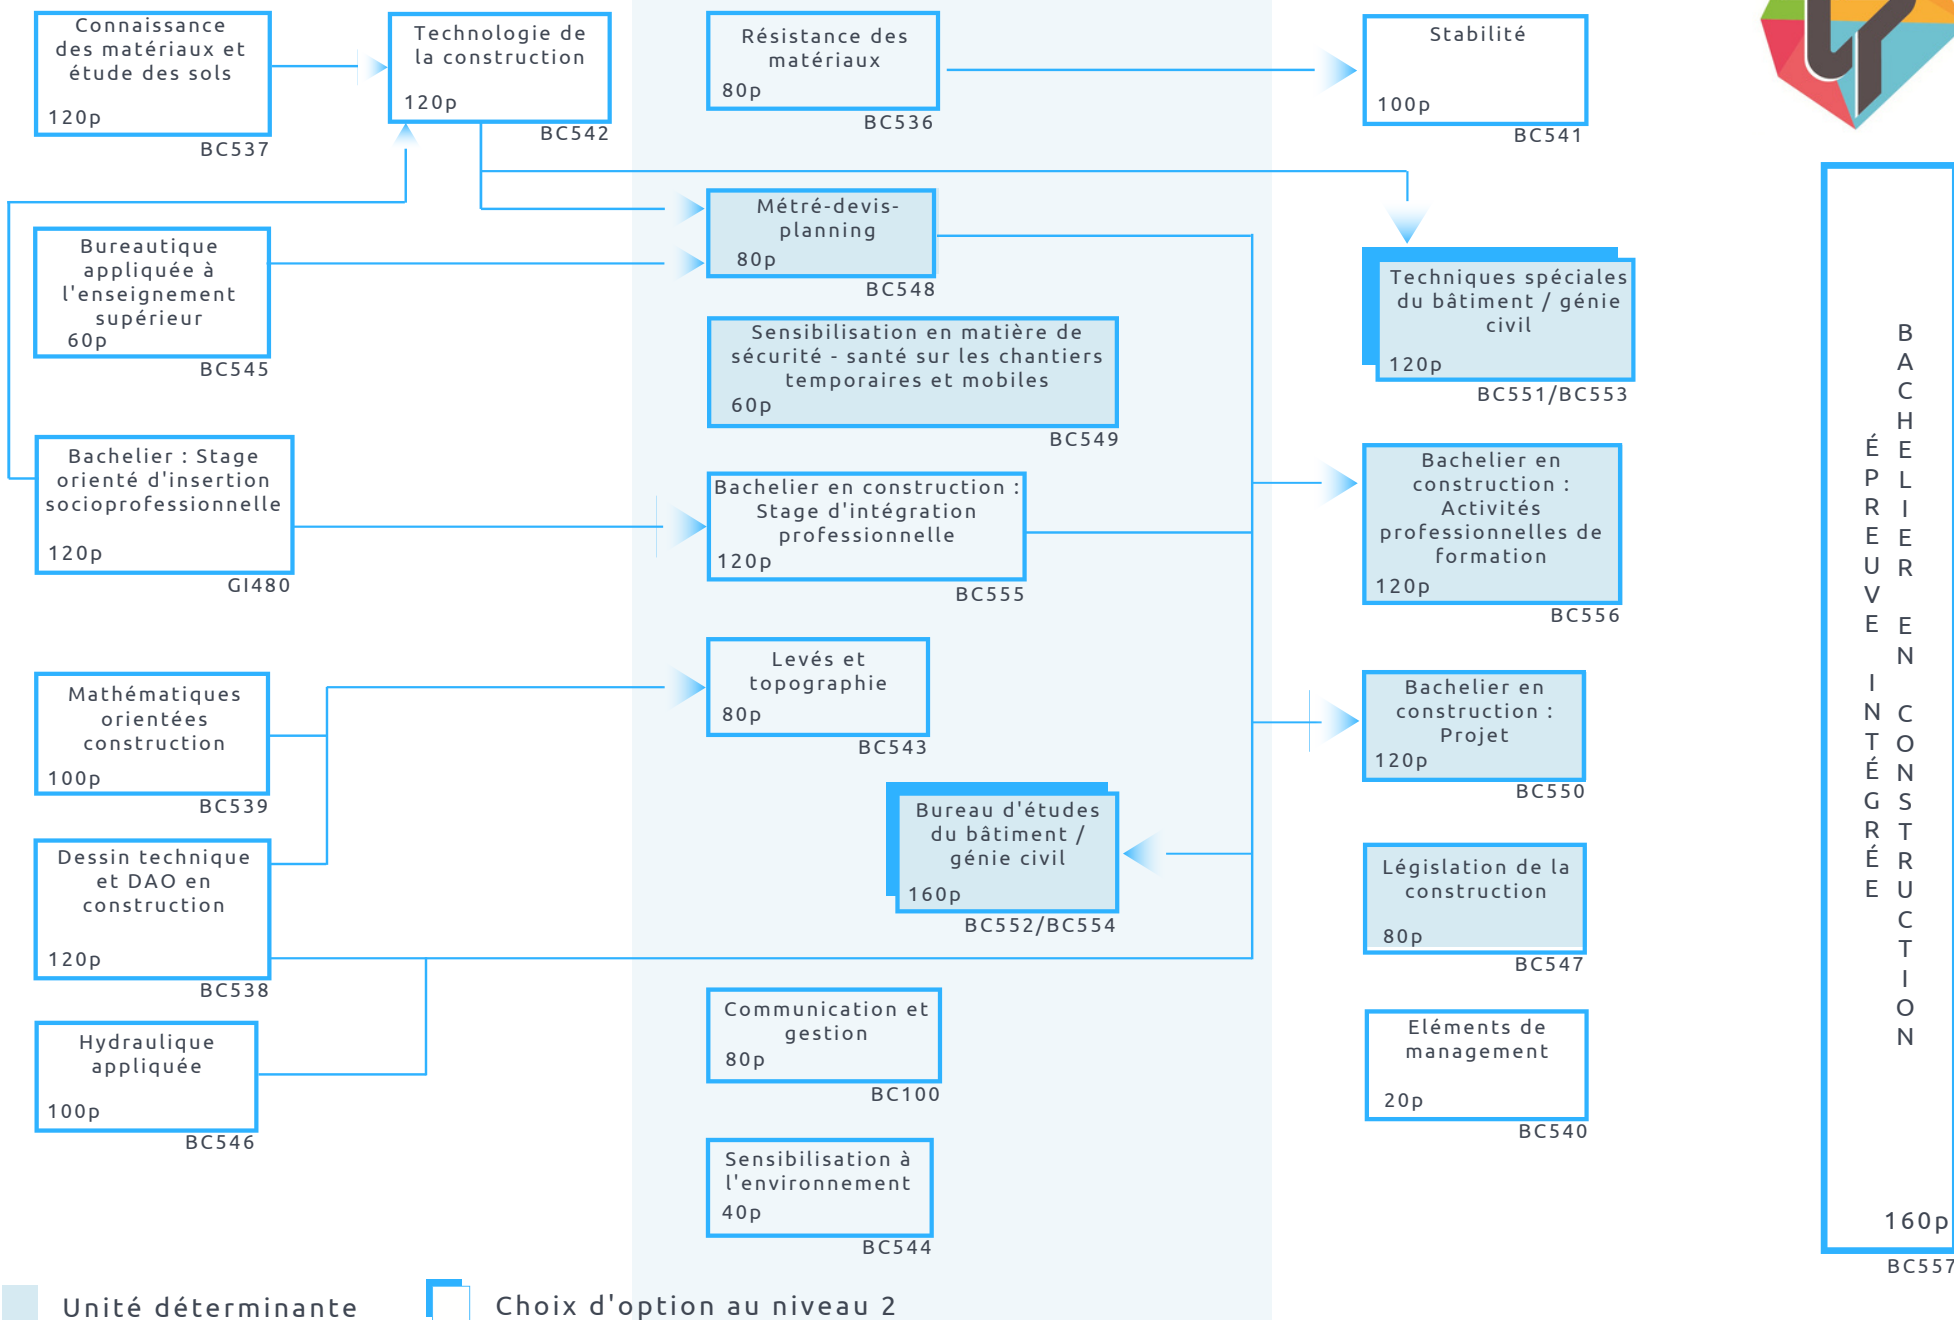 Connaissance
des matériaux et
étude des sols
120p
BC537
Technologie de
la construction
120p
BC542
Bureautique
appliquée à
l'enseignement
supérieur
60p
BC545
Bachelier : Stage
orienté d'insertion
socioprofessionnelle
120p
GI480
Mathématiques
orientées
construction
100p
BC539
Dessin technique
et DAO en
construction
120p
BC538
Hydraulique
appliquée
100p
BC546
Résistance des
matériaux
80p
BC536
Métré-devis-
planning
80p
BC548
Sensibilisation en matière de
sécurité - santé sur les chantiers
temporaires et mobiles
60p
BC549
Bachelier en construction :
Stage d'intégration
professionnelle
120p
BC555
Levés et
topographie
80p
BC543
Bureau d'études
du bâtiment /
génie civil
160p
BC552/BC554
Communication et
gestion
80p
BC100
Sensibilisation à
l'environnement
40p
BC544
Stabilité
100p
BC541
Techniques spéciales
du bâtiment / génie
civil
120p
BC551/BC553
Bachelier en
construction :
Activités
professionnelles de
formation
120p
BC556
Bachelier en
construction :
Projet
120p
BC550
Législation de la
construction
80p
BC547
Eléments de
management
20p
BC540
ÉPREUVE INTÉGRÉE
BACHELIER EN CONSTRUCTION
160p
BC557
Unité déterminante
Choix d'option au niveau 2